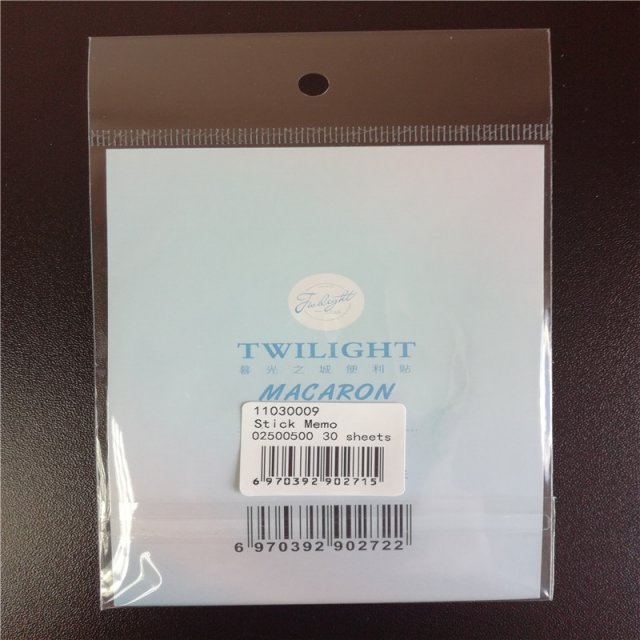 Twilight
TWILIGHT
暮光之城便利贴
MACARON
11030009
Stick Memo
02500500 30 sheets
6 970392 902715
6 970392 902722